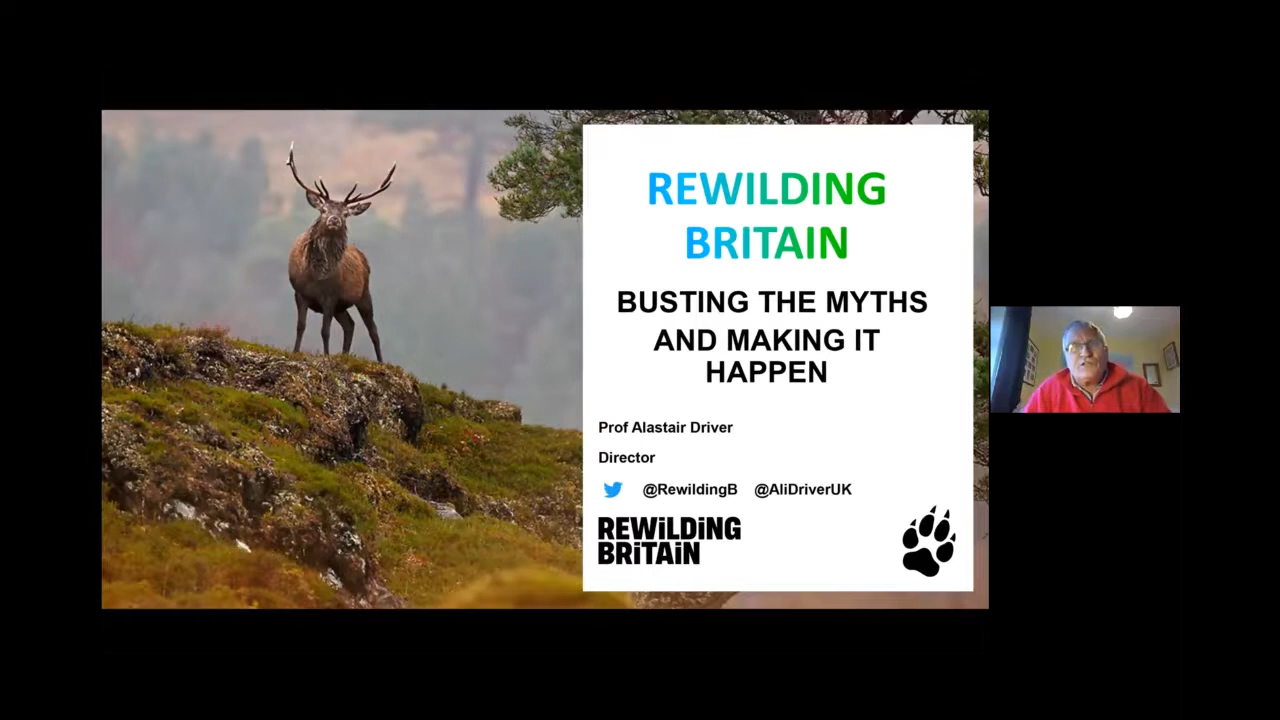 REWILDING
BRITAIN
BUSTING THE MYTHS
AND MAKING IT
HAPPEN
Prof Alastair Driver
Director
@RewildingB @AliDriverUK
REWiLDiNG
BRiTAiN